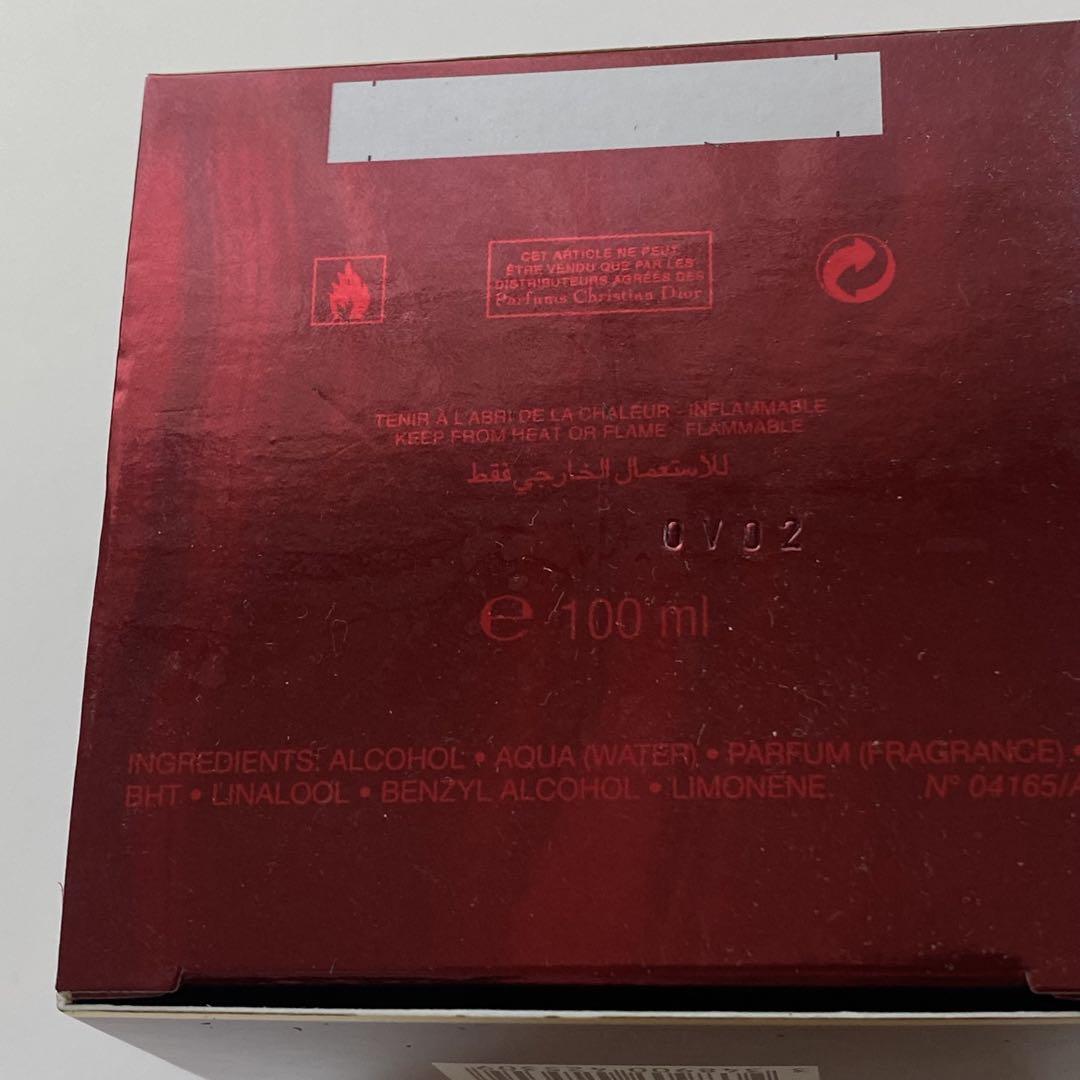 CET ARTICLE NE PEUT
ÊTRE VENDU QUE PAR LES
DISTRIBUTEURS AGRÉES DES
Parfums Christian Dior
TENIR À L'ABRI DE LA CHALEUR - INFLAMMABLE
KEEP FROM HEAT OR FLAME - FLAMMABLE
للأستعمال الخارجي فقط
0V02
℮ 100 ml
INGREDIENTS: ALCOHOL • AQUA (WATER) • PARFUM (FRAGRANCE) •
BHT • LINALOOL • BENZYL ALCOHOL • LIMONENE. N° 04165/A